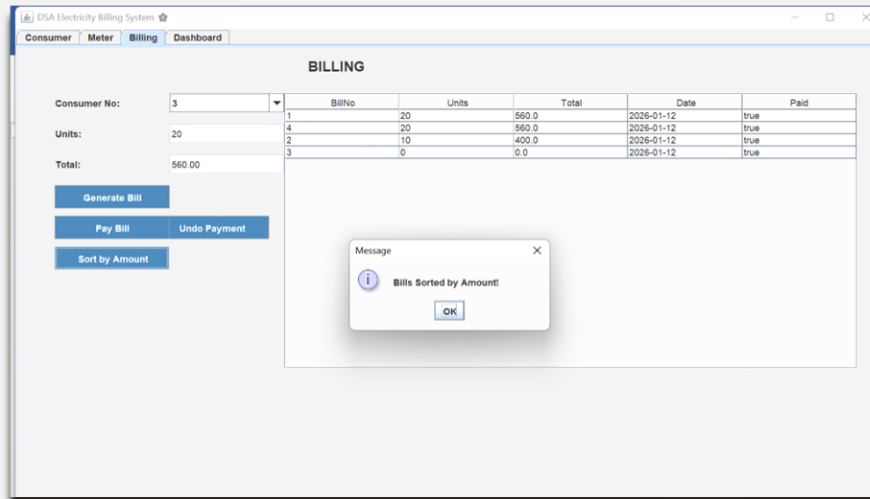 DSA Electricity Billing System
Consumer Meter Billing Dashboard
BILLING
Consumer No: 3
Units: 20
Total: 560.00
Generate Bill
Pay Bill Undo Payment
Sort by Amount
BillNo Units Total Date Paid
1 20 560.0 2026-01-12 true
4 20 560.0 2026-01-12 true
2 10 400.0 2026-01-12 true
3 0 0.0 2026-01-12 true
Message
Bills Sorted by Amount!
OK